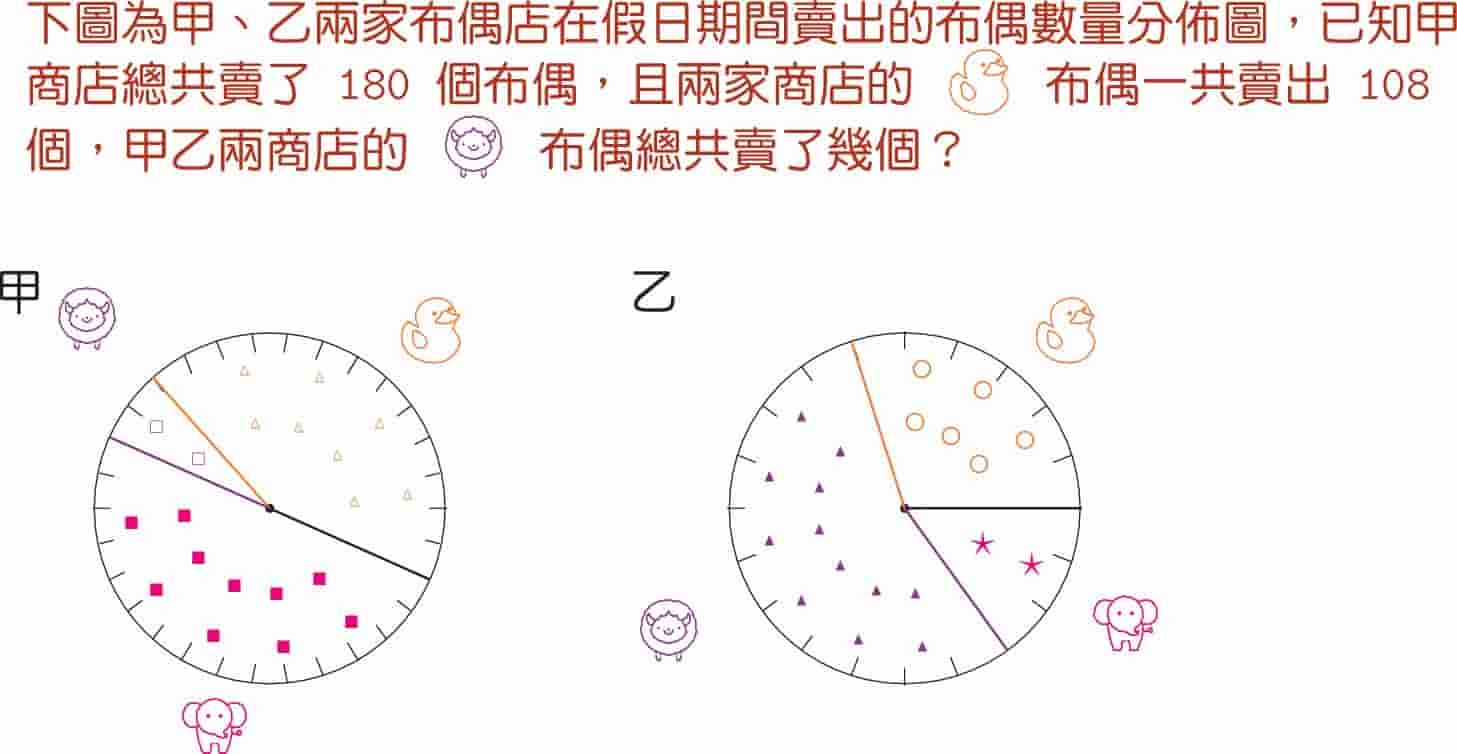 下圖為甲、乙兩家布偶店在假日期間賣出的布偶數量分佈圖，已知甲
商店總共賣了 180 個布偶，且兩家商店的 布偶一共賣出 108
個，甲乙兩商店的 布偶總共賣了幾個？
甲 乙